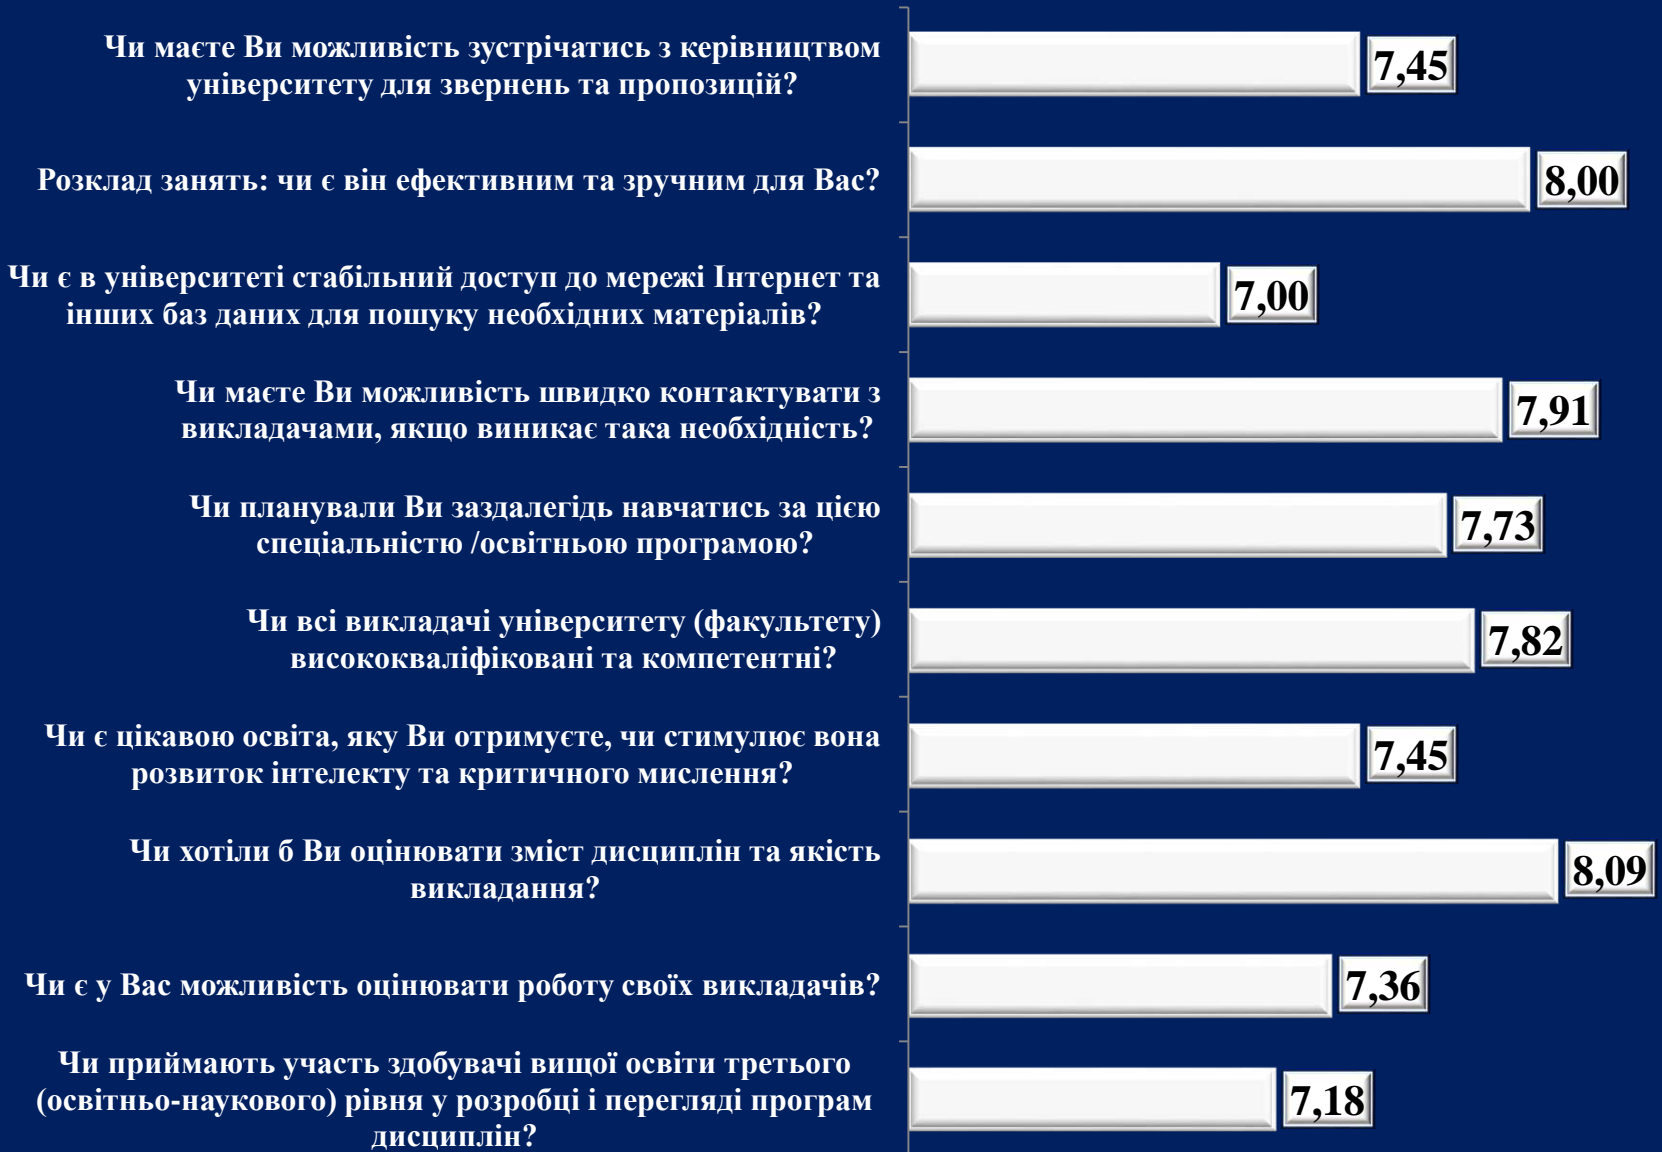 Чи маєте Ви можливість зустрічатись з керівництвом
університету для звернень та пропозицій?
7,45
Розклад занять: чи є він ефективним та зручним для Вас?
8,00
Чи є в університеті стабільний доступ до мережі Інтернет та
інших баз даних для пошуку необхідних матеріалів?
7,00
Чи маєте Ви можливість швидко контактувати з
викладачами, якщо виникає така необхідність?
7,91
Чи планували Ви заздалегідь навчатись за цією
спеціальністю /освітньою програмою?
7,73
Чи всі викладачі університету (факультету)
висококваліфіковані та компетентні?
7,82
Чи є цікавою освіта, яку Ви отримуєте, чи стимулює вона
розвиток інтелекту та критичного мислення?
7,45
Чи хотіли б Ви оцінювати зміст дисциплін та якість
викладання?
8,09
Чи є у Вас можливість оцінювати роботу своїх викладачів?
7,36
Чи приймають участь здобувачі вищої освіти третього
(освітньо-наукового) рівня у розробці і перегляді програм
дисциплін?
7,18